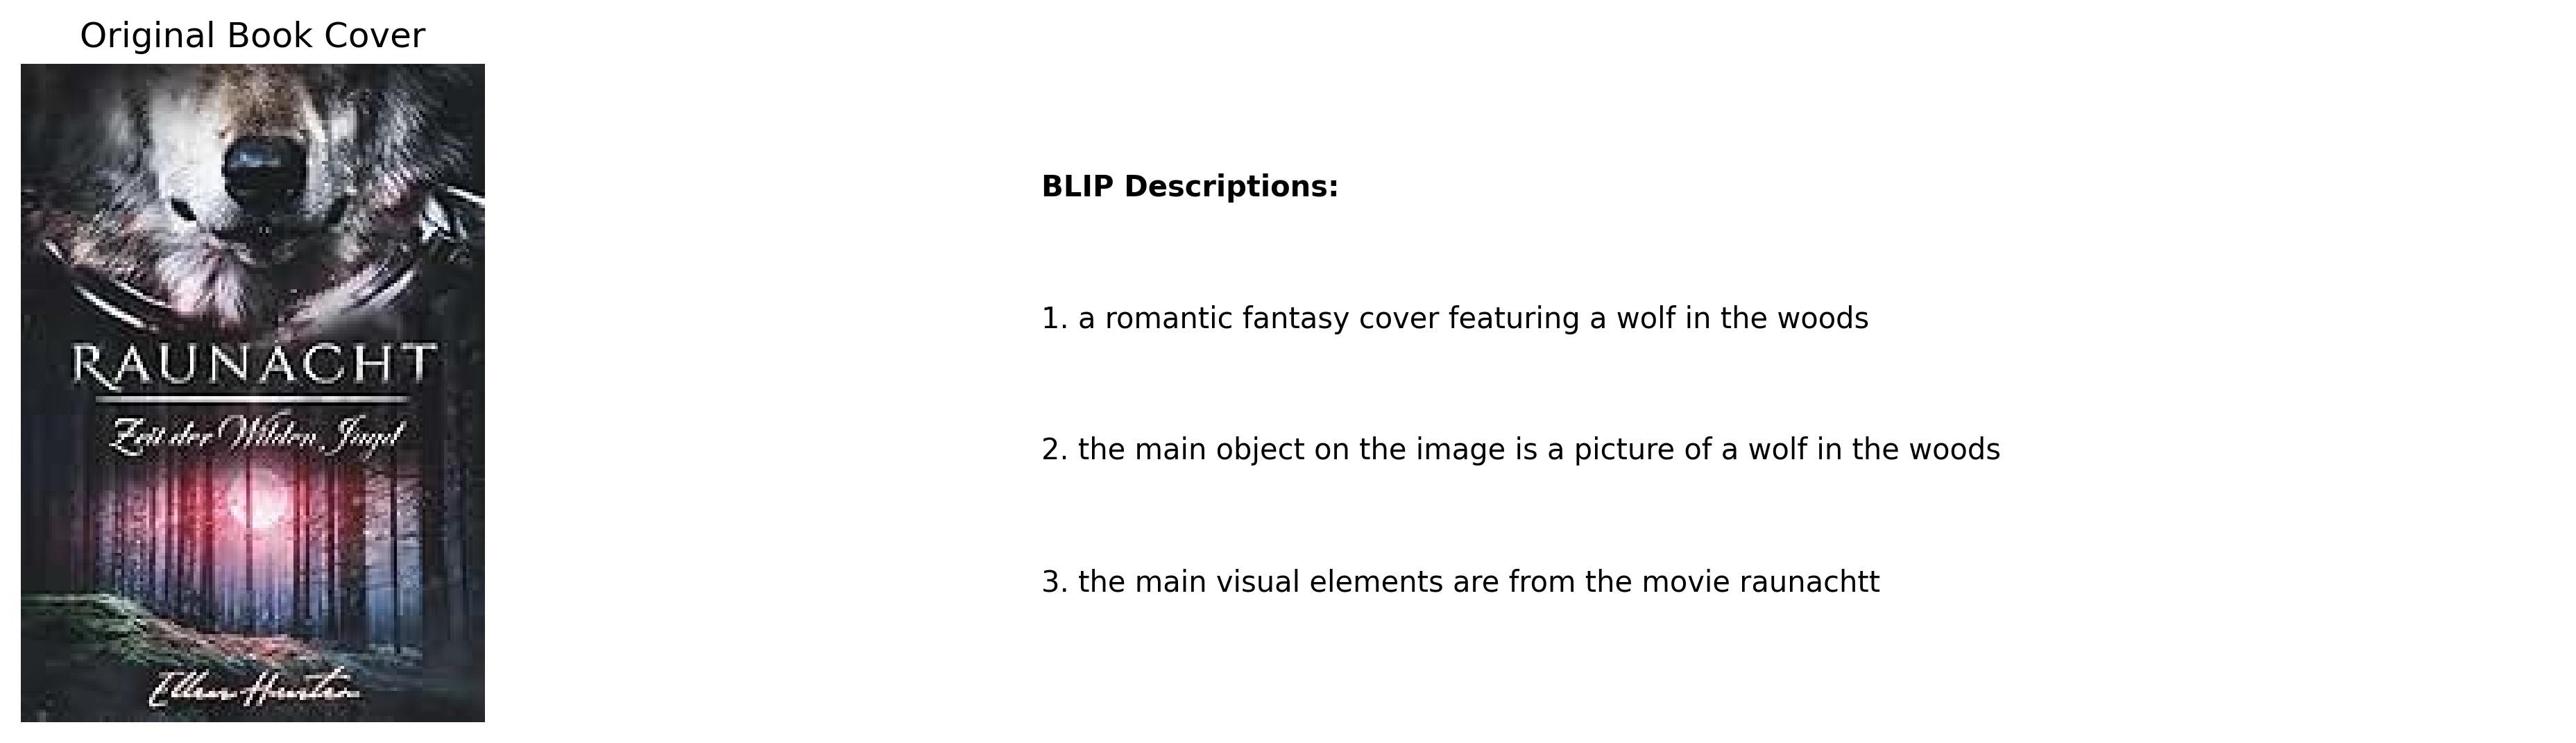 Original Book Cover
RAUNACHT
Zeit der Wilden Jagd
Ellen
BLIP Descriptions:
1. a romantic fantasy cover featuring a wolf in the woods
2. the main object on the image is a picture of a wolf in the woods
3. the main visual elements are from the movie raunachtt